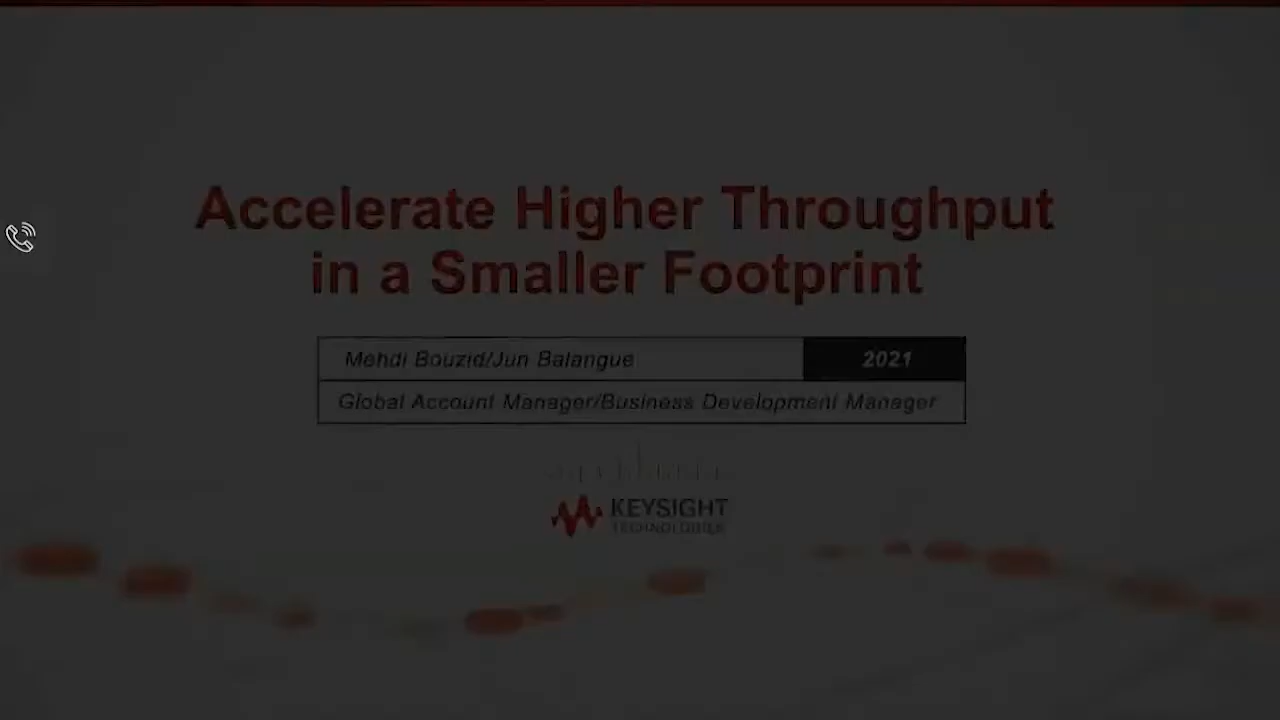 Accelerate Higher Throughput
in a Smaller Footprint
Mehdi Bouzid/Jun Balangue
2021
Global Account Manager/Business Development Manager
KEYSIGHT
TECHNOLOGIES